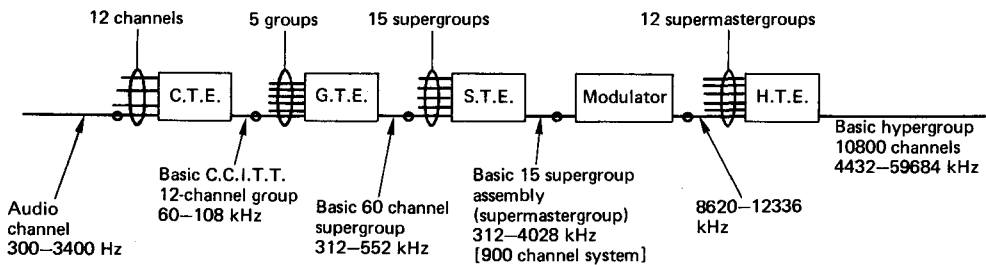 12 channels
5 groups
15 supergroups
12 supermastergroups
C.T.E.
G.T.E.
S.T.E.
Modulator
H.T.E.
Audio
channel
300–3400 Hz
Basic C.C.I.T.T.
12-channel group
60–108 kHz
Basic 60 channel
supergroup
312–552 kHz
Basic 15 supergroup
assembly
(supermastergroup)
312–4028 kHz
[900 channel system]
8620–12336
kHz
Basic hypergroup
10800 channels
4432–59684 kHz